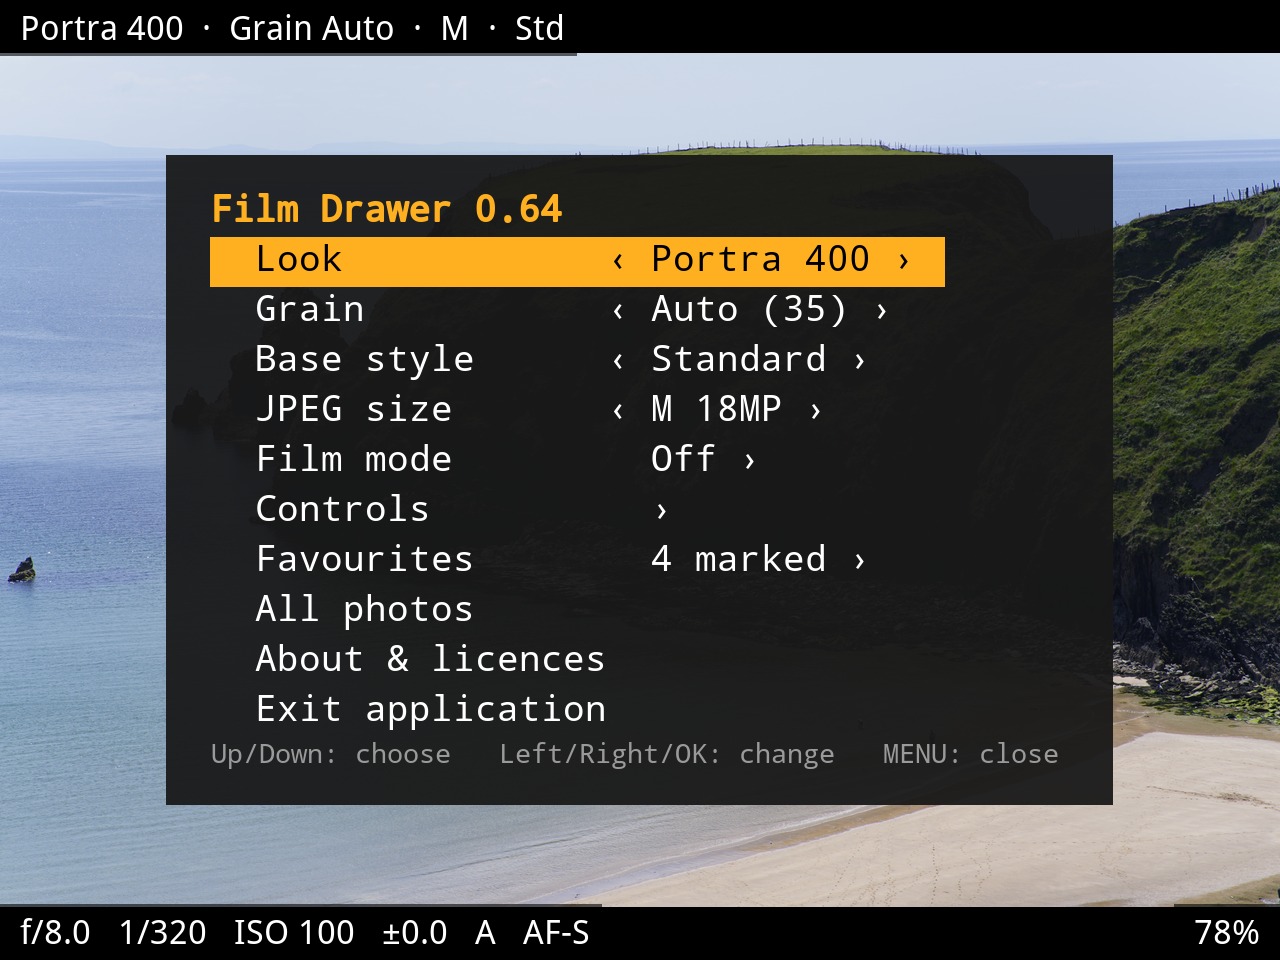 Portra 400 · Grain Auto · M · Std
Film Drawer 0.64
Look ‹ Portra 400 ›
Grain ‹ Auto (35) ›
Base style ‹ Standard ›
JPEG size ‹ M 18MP ›
Film mode Off ›
Controls ›
Favourites 4 marked ›
All photos
About & licences
Exit application
Up/Down: choose Left/Right/OK: change MENU: close
f/8.0 1/320 ISO 100 ±0.0 A AF-S 78%